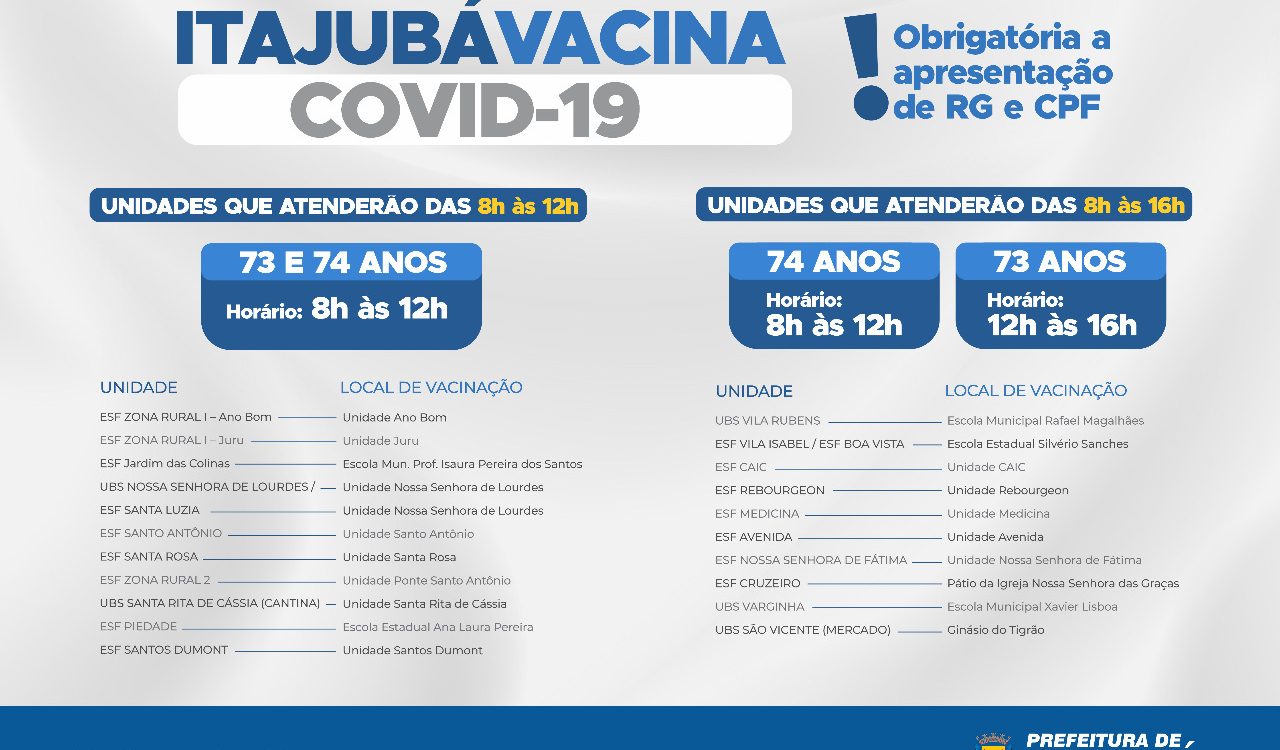 ITAJUBÁVACINA
COVID-19
Obrigatória a
apresentação
de RG e CPF
UNIDADES QUE ATENDERÃO DAS 8h às 12h
73 E 74 ANOS
Horário: 8h às 12h
UNIDADE LOCAL DE VACINAÇÃO
ESF ZONA RURAL I – Ano Bom Unidade Ano Bom
ESF ZONA RURAL I – Juru Unidade Juru
ESF Jardim das Colinas Escola Mun. Prof. Isaura Pereira dos Santos
UBS NOSSA SENHORA DE LOURDES / Unidade Nossa Senhora de Lourdes
ESF SANTA LUZIA Unidade Nossa Senhora de Lourdes
ESF SANTO ANTÔNIO Unidade Santo Antônio
ESF SANTA ROSA Unidade Santa Rosa
ESF ZONA RURAL 2 Unidade Ponte Santo Antônio
UBS SANTA RITA DE CÁSSIA (CANTINA) Unidade Santa Rita de Cássia
ESF PIEDADE Escola Estadual Ana Laura Pereira
ESF SANTOS DUMONT Unidade Santos Dumont
UNIDADES QUE ATENDERÃO DAS 8h às 16h
74 ANOS
Horário:
8h às 12h
73 ANOS
Horário:
12h às 16h
UNIDADE LOCAL DE VACINAÇÃO
UBS VILA RUBENS Escola Municipal Rafael Magalhães
ESF VILA ISABEL / ESF BOA VISTA Escola Estadual Silvério Sanches
ESF CAIC Unidade CAIC
ESF REBOURGEON Unidade Rebourgeon
ESF MEDICINA Unidade Medicina
ESF AVENIDA Unidade Avenida
ESF NOSSA SENHORA DE FÁTIMA Unidade Nossa Senhora de Fátima
ESF CRUZEIRO Pátio da Igreja Nossa Senhora das Graças
UBS VARGINHA Escola Municipal Xavier Lisboa
UBS SÃO VICENTE (MERCADO) Ginásio do Tigrão
PREFEITURA DE